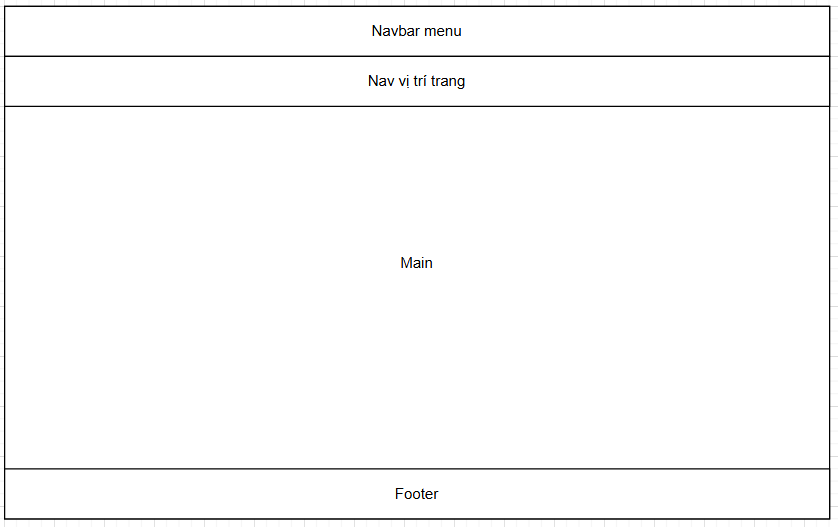 Navbar menu
Nav vị trí trang
Main
Footer